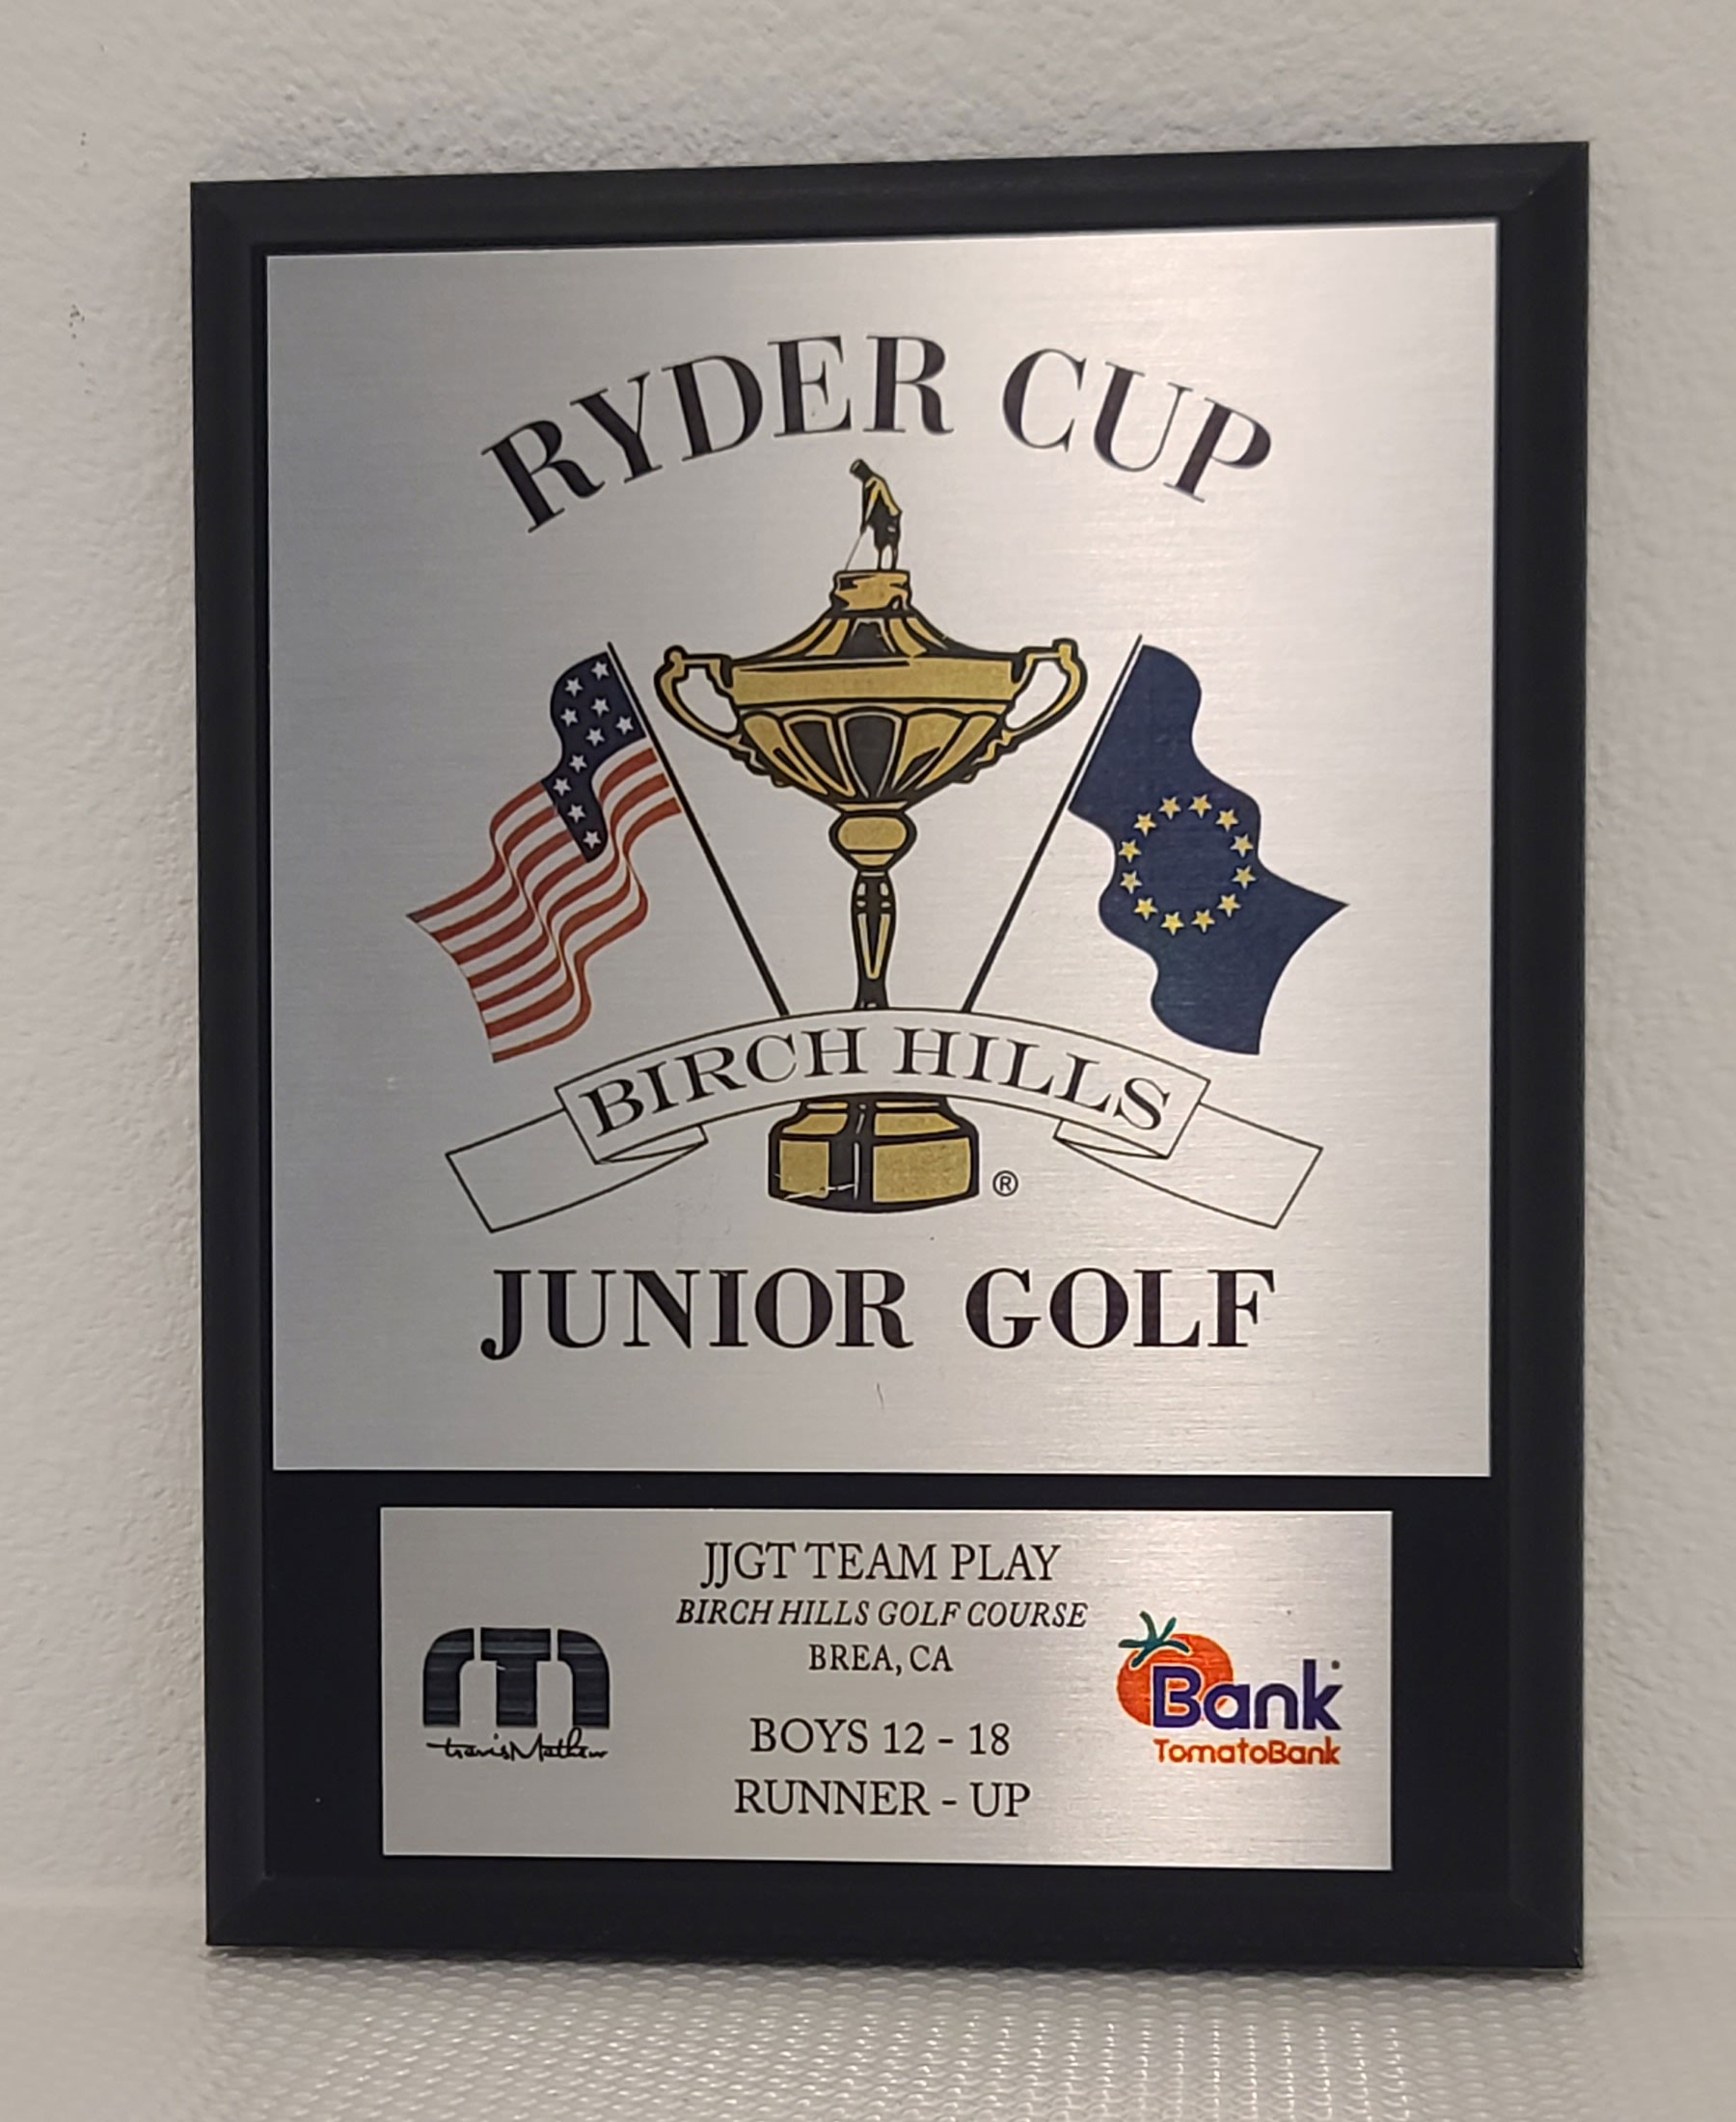 RYDER CUP
BIRCH HILLS
®
JUNIOR GOLF
JJGT TEAM PLAY
BIRCH HILLS GOLF COURSE
BREA, CA
BOYS 12 - 18
RUNNER - UP
m
travisMathew
Bank
TomatoBank